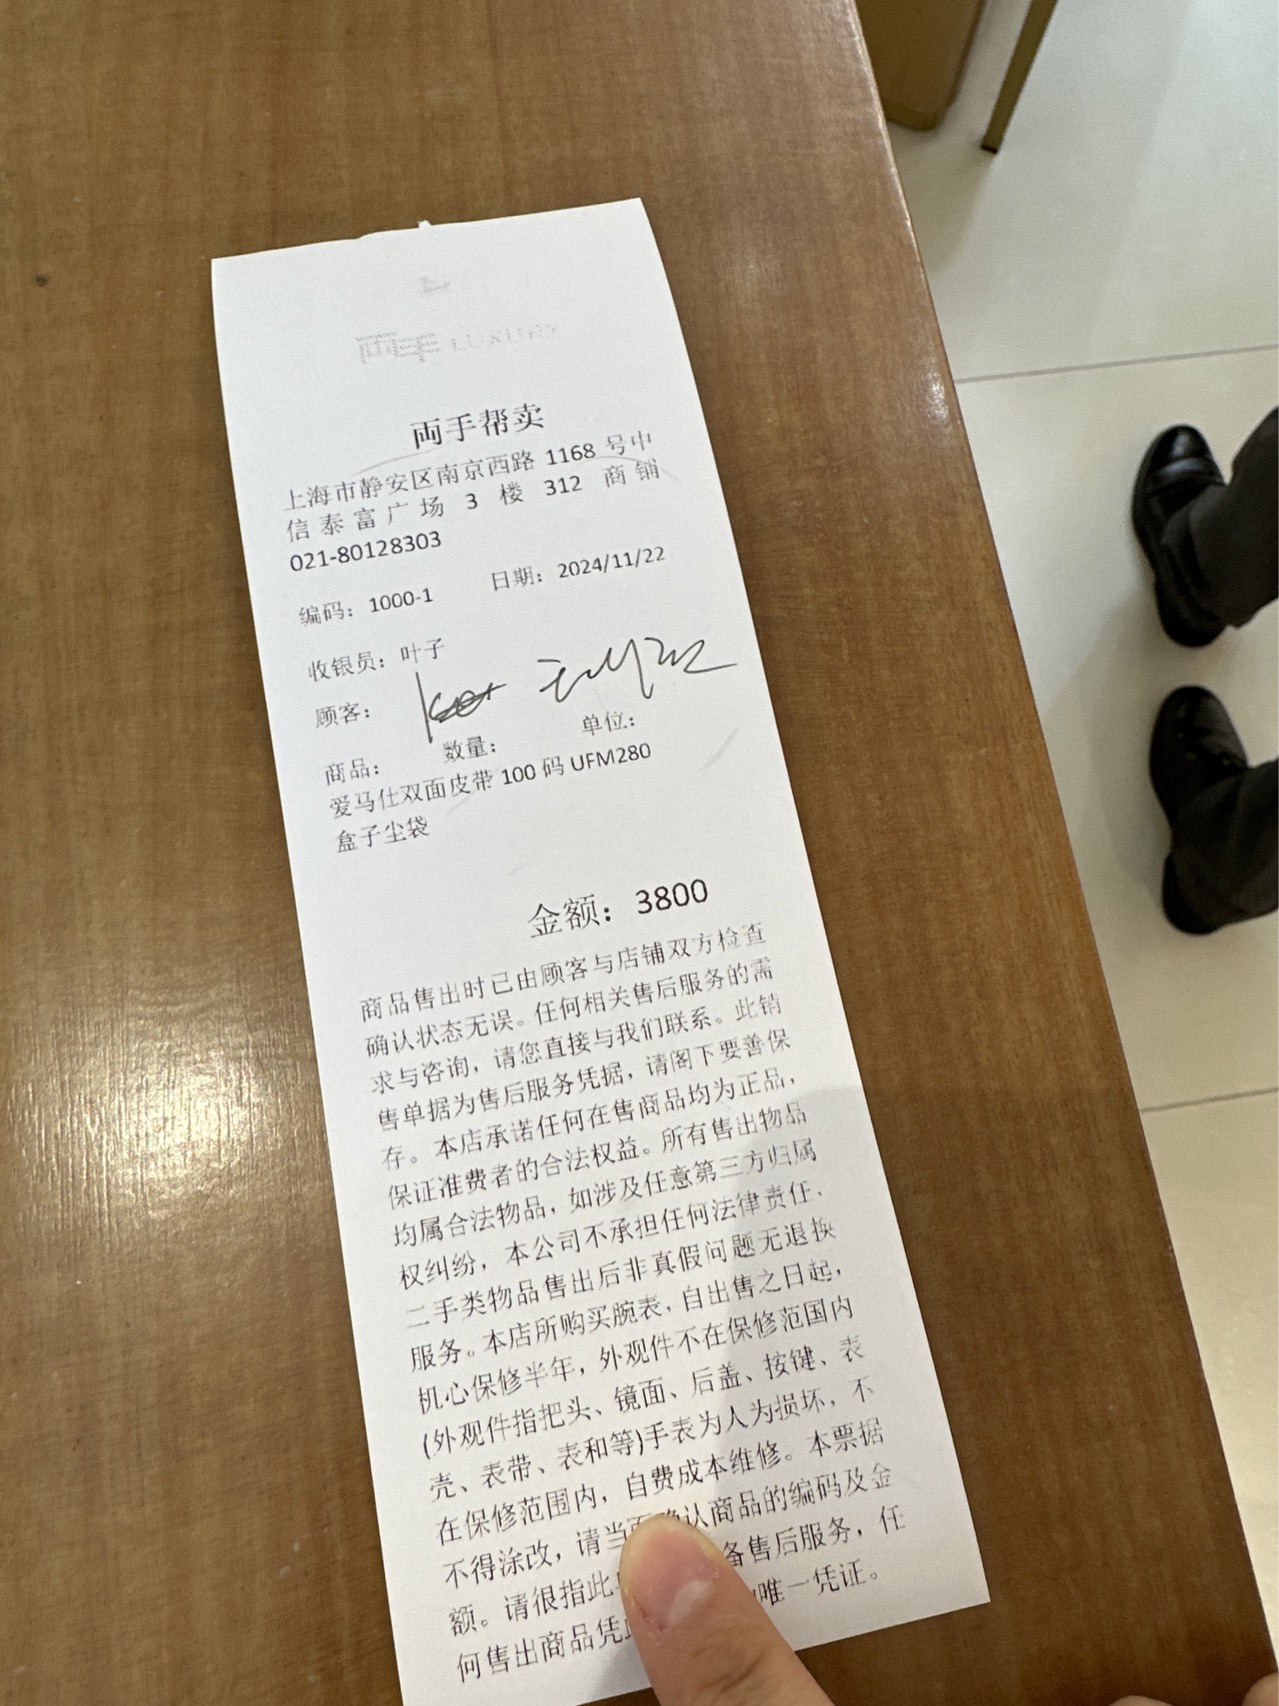 両手 LUXURY
両手帮卖
上海市静安区南京西路 1168 号中
信泰富广场 3 楼 312 商铺
021-80128303
编码：1000-1 日期：2024/11/22
收银员：叶子
顾客：
商品： 数量： 单位：
爱马仕双面皮带 100 码 UFM280
盒子尘袋
金额：3800
商品售出时已由顾客与店铺双方检查
确认状态无误。任何相关售后服务的需
求与咨询，请您直接与我们联系。此销
售单据为售后服务凭据，请阁下要善保
存。本店承诺任何在售商品均为正品，
保证准费者的合法权益。所有售出物品
均属合法物品，如涉及任意第三方归属
权纠纷，本公司不承担任何法律责任.
二手类物品售出后非真假问题无退换
服务。本店所购买腕表，自出售之日起，
机心保修半年，外观件不在保修范国内
(外观件指把头、镜面、后盖、按键、表
壳、表带、表和等)手表为人为损坏，不
在保修范围内，自费成本维修。本票据
不得涂改，请当面确认商品的编码及金
额。请很指此 备售后服务，任
何售出商品凭此 唯一凭证。